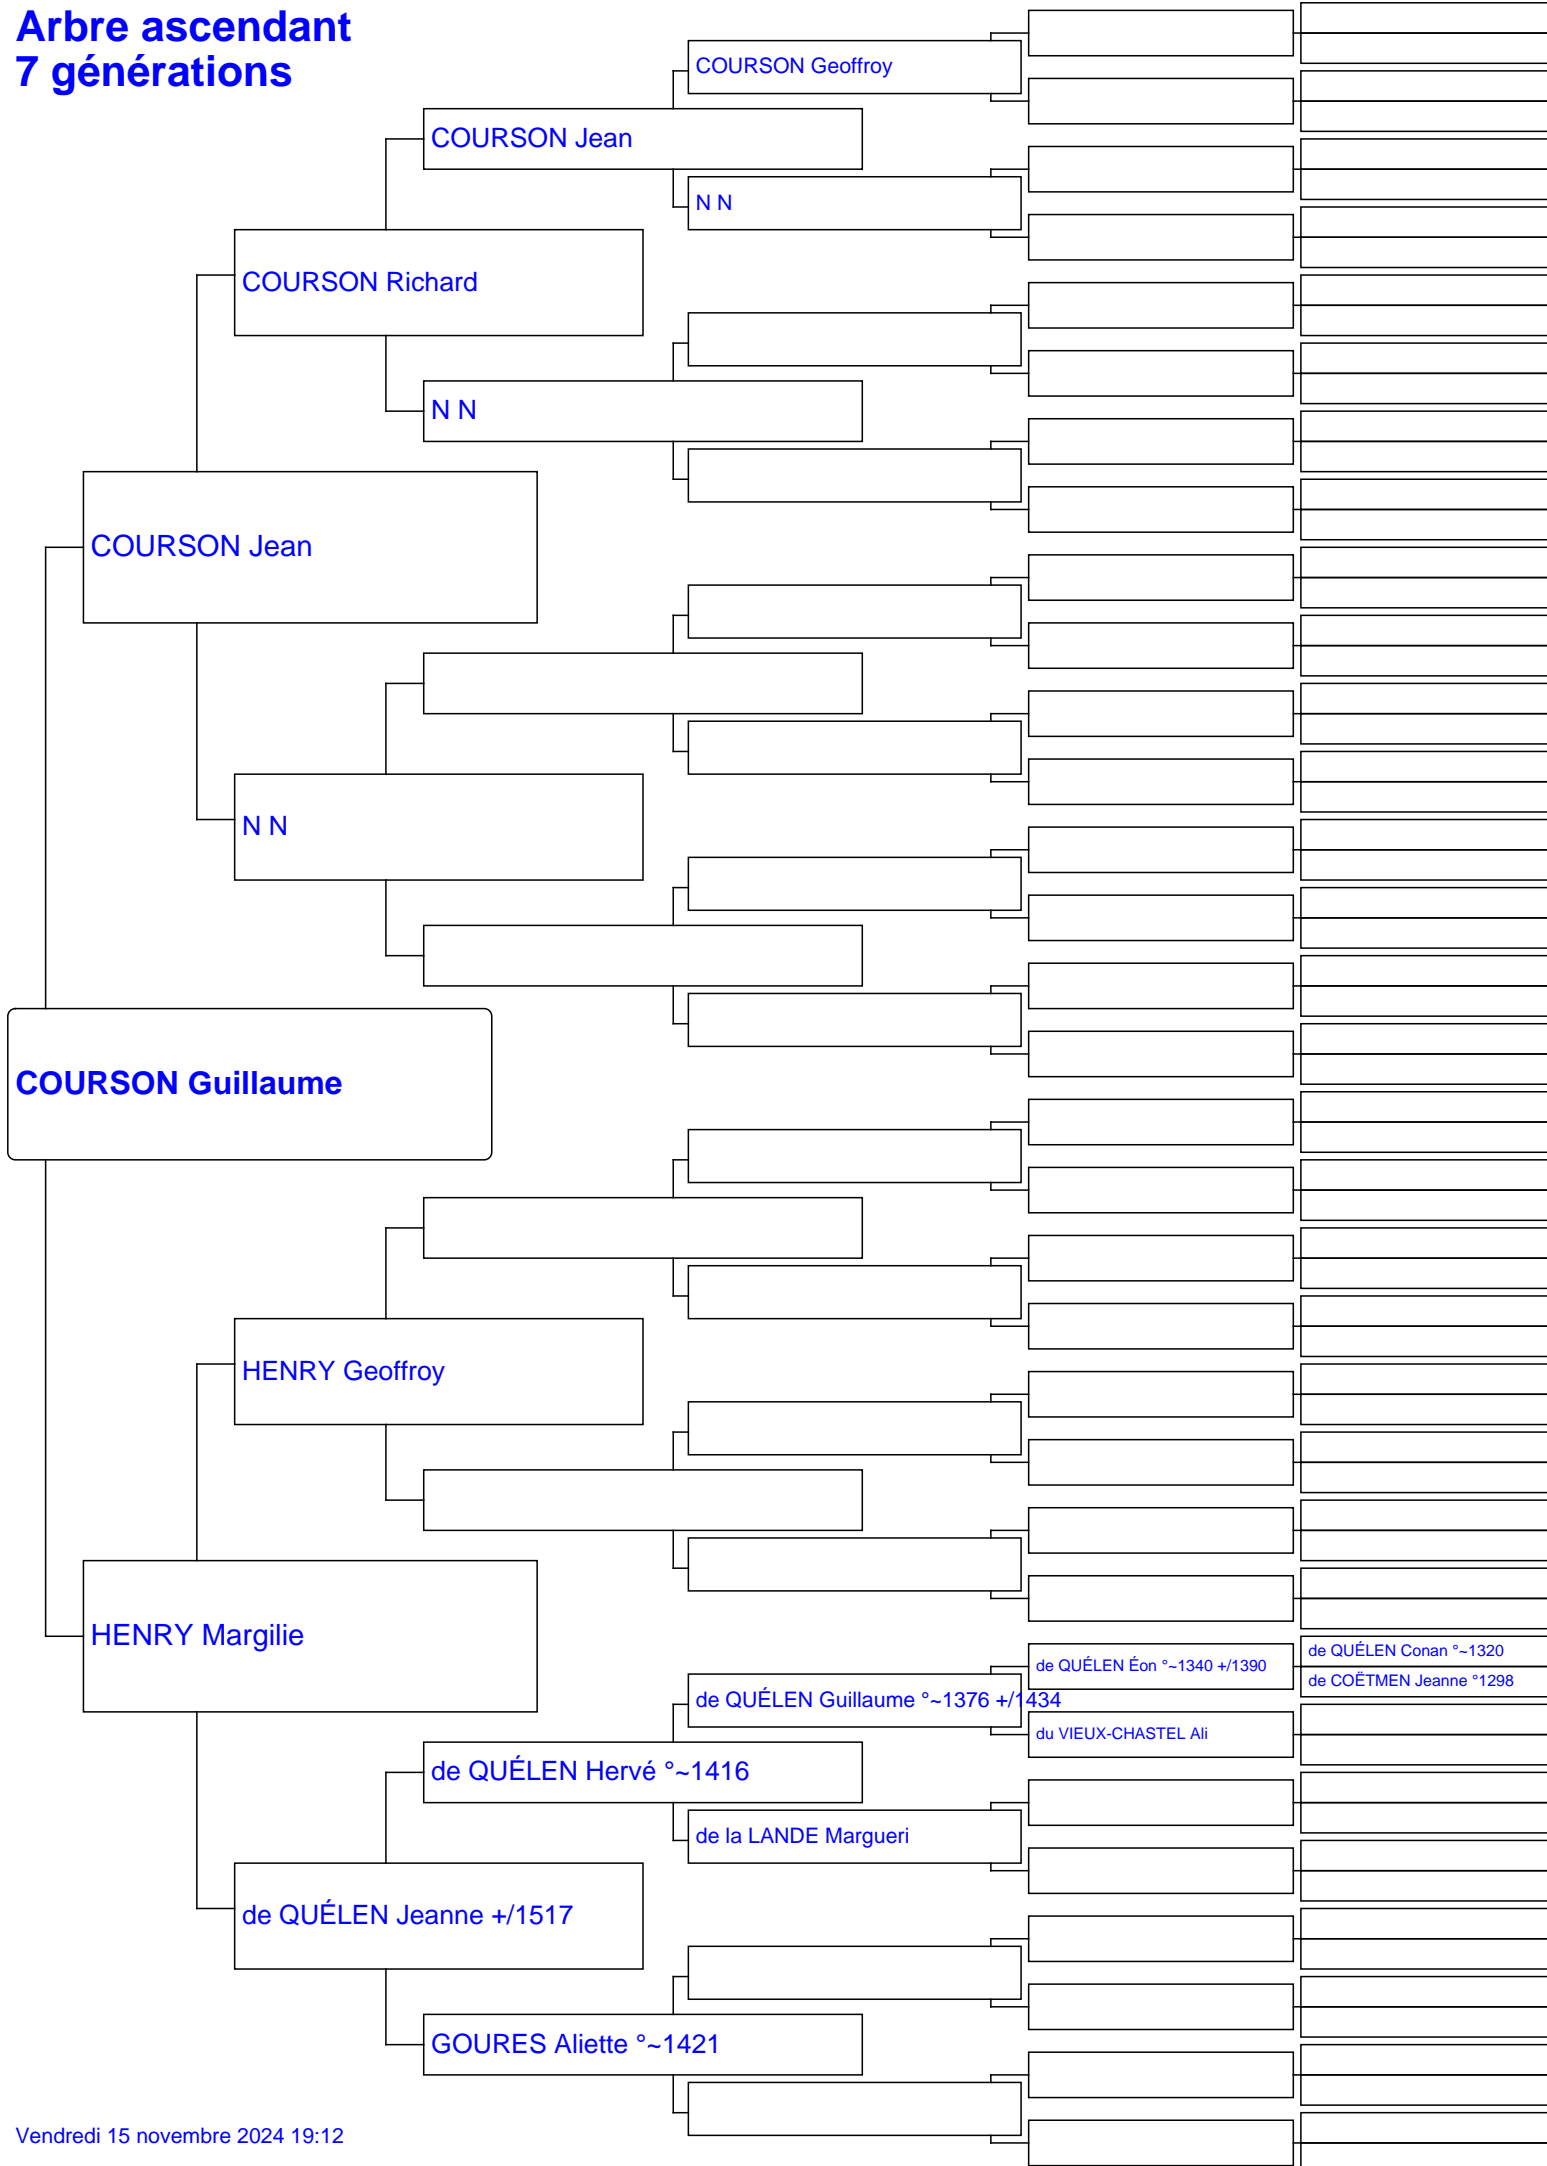 Arbre ascendant
7 générations
COURSON Geoffroy
COURSON Jean
N N
COURSON Richard
N N
COURSON Jean
N N
COURSON Guillaume
HENRY Geoffroy
HENRY Margilie
de QUÉLEN Conan °~1320
de QUÉLEN Éon °~1340 +/1390
de COËTMEN Jeanne °1298
de QUÉLEN Guillaume °~1376 +/1434
du VIEUX-CHASTEL Ali
de QUÉLEN Hervé °~1416
de la LANDE Margueri
de QUÉLEN Jeanne +/1517
GOURES Aliette °~1421
Vendredi 15 novembre 2024 19:12